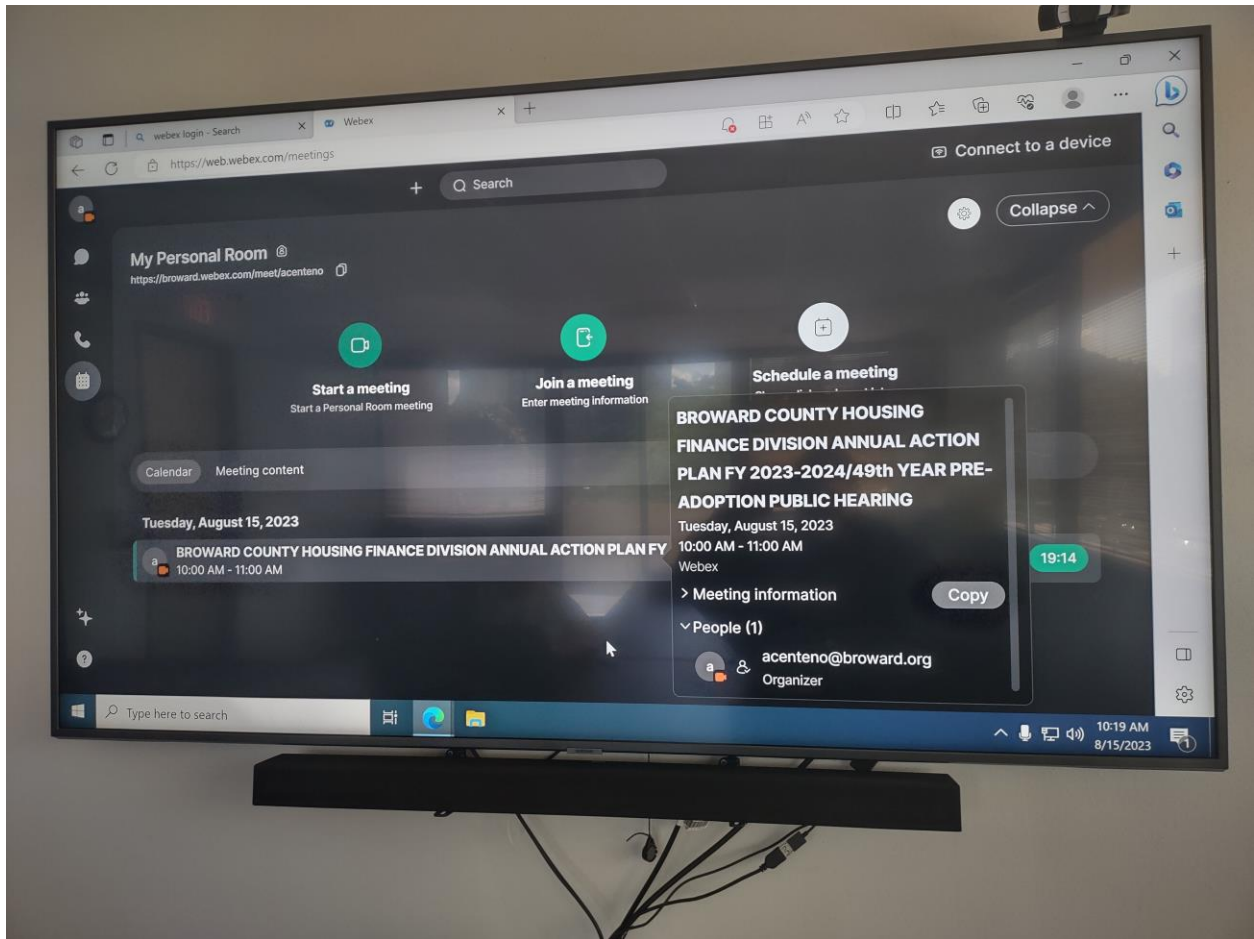 webex login - Search
Webex
https://web.webex.com/meetings
Connect to a device
Search
a
Collapse
My Personal Room
https://broward.webex.com/meet/acenteno
Start a meeting
Start a Personal Room meeting
Join a meeting
Enter meeting information
Schedule a meeting
Calendar
Meeting content
Tuesday, August 15, 2023
a
BROWARD COUNTY HOUSING FINANCE DIVISION ANNUAL ACTION PLAN FY
10:00 AM - 11:00 AM
19:14
BROWARD COUNTY HOUSING
FINANCE DIVISION ANNUAL ACTION
PLAN FY 2023-2024/49th YEAR PRE-
ADOPTION PUBLIC HEARING
Tuesday, August 15, 2023
10:00 AM - 11:00 AM
Webex
Meeting information
Copy
People (1)
a
acenteno@broward.org
Organizer
Type here to search
10:19 AM
8/15/2023
1